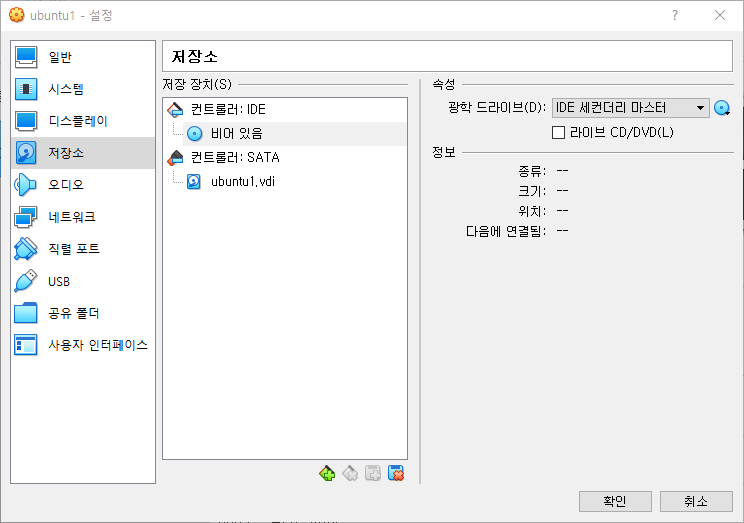 ubuntu1 - 설정
일반
시스템
디스플레이
저장소
오디오
네트워크
직렬 포트
USB
공유 폴더
사용자 인터페이스
저장소
저장 장치(S)
컨트롤러: IDE
비어 있음
컨트롤러: SATA
ubuntu1.vdi
속성
광학 드라이브(D): IDE 세컨더리 마스터
라이브 CD/DVD(L)
정보
종류: --
크기: --
위치: --
다음에 연결됨: --
확인
취소